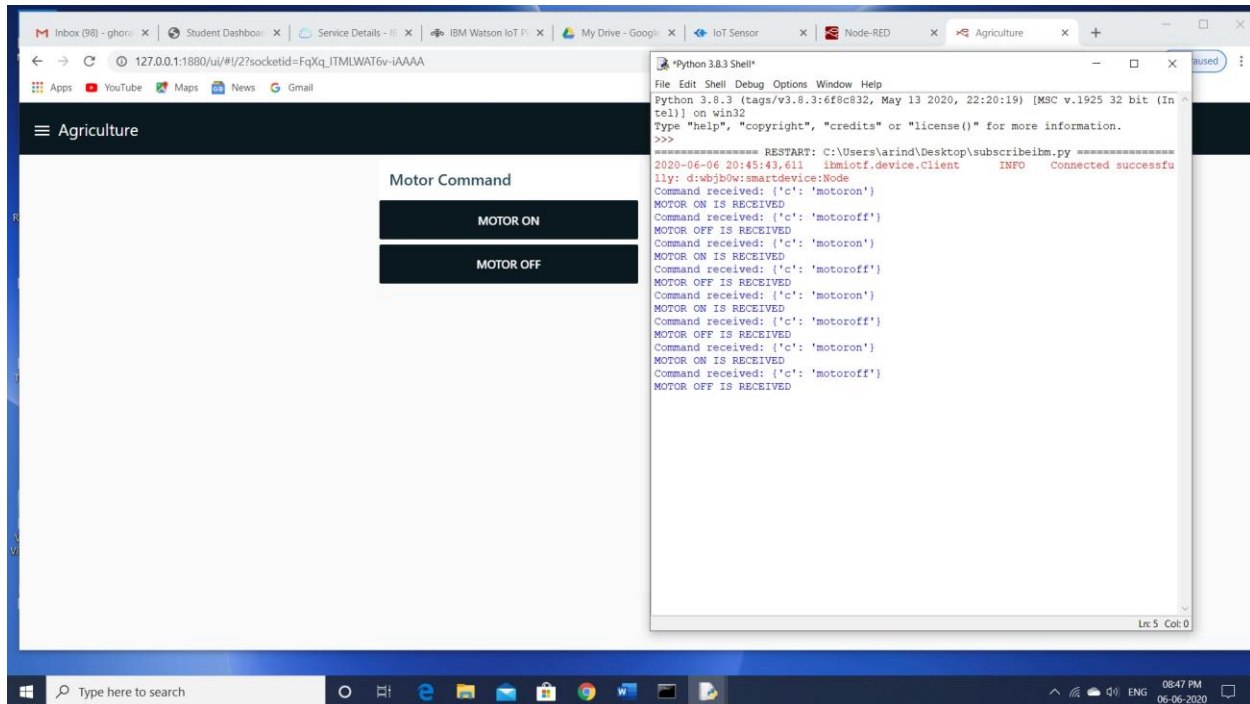 Inbox (98) - ghora
Student Dashboar
Service Details - I
IBM Watson IoT Pl
My Drive - Googl
IoT Sensor
Node-RED
Agriculture
127.0.0.1:1880/ui/#!/2?socketid=FqXq_ITMLWAT6v-iAAAA
aused
Apps YouTube Maps News Gmail
Agriculture
Motor Command
MOTOR ON
MOTOR OFF
*Python 3.8.3 Shell*
File Edit Shell Debug Options Window Help
Python 3.8.3 (tags/v3.8.3:6f8c832, May 13 2020, 22:20:19) [MSC v.1925 32 bit (In
tel)] on win32
Type "help", "copyright", "credits" or "license()" for more information.
>>>
================ RESTART: C:\Users\arind\Desktop\subscribeibm.py ===============
2020-06-06 20:45:43,611 ibmiotf.device.Client INFO Connected successfu
lly: d:wbjb0w:smartdevice:Node
Command received: {'c': 'motoron'}
MOTOR ON IS RECEIVED
Command received: {'c': 'motoroff'}
MOTOR OFF IS RECEIVED
Command received: {'c': 'motoron'}
MOTOR ON IS RECEIVED
Command received: {'c': 'motoroff'}
MOTOR OFF IS RECEIVED
Command received: {'c': 'motoron'}
MOTOR ON IS RECEIVED
Command received: {'c': 'motoroff'}
MOTOR OFF IS RECEIVED
Command received: {'c': 'motoron'}
MOTOR ON IS RECEIVED
Command received: {'c': 'motoroff'}
MOTOR OFF IS RECEIVED
Ln: 5 Col: 0
Type here to search
ENG
08:47 PM
06-06-2020